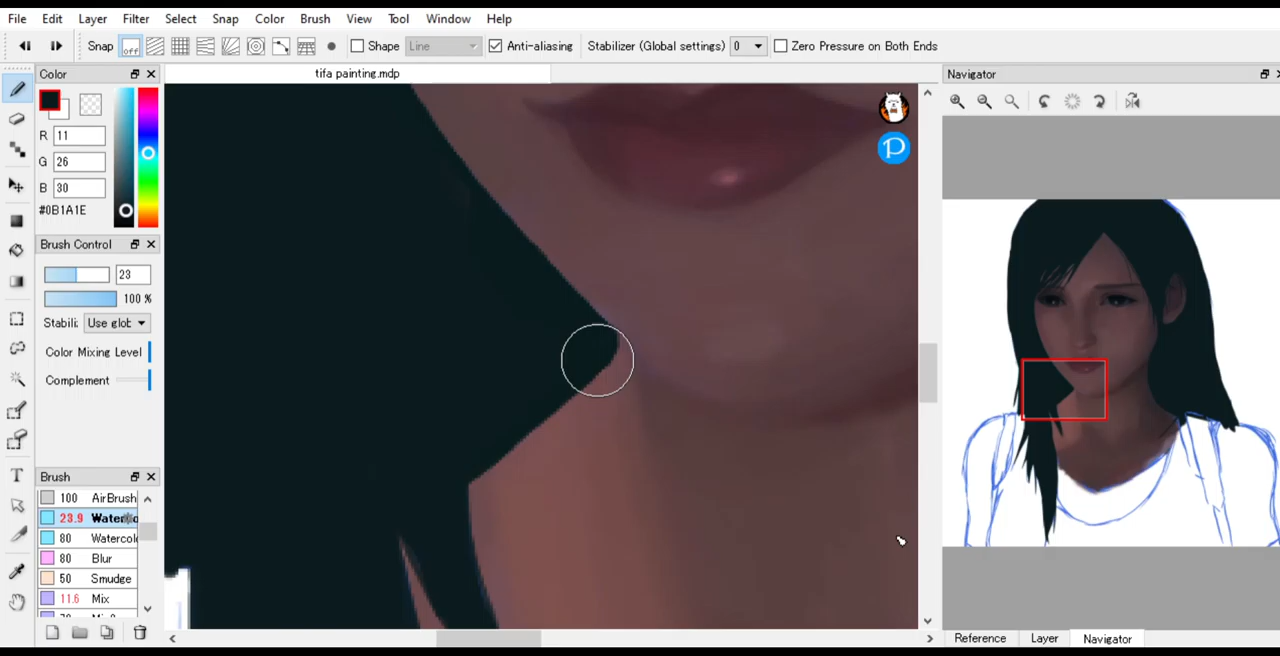 File Edit Layer Filter Select Snap Color Brush View Tool Window Help
Snap off Shape Line Anti-aliasing Stabilizer (Global settings) 0 Zero Pressure on Both Ends
Color
tifa painting.mdp
Navigator
R 11
G 26
B 30
#0B1A1E
Brush Control
23
100 %
Stabili: Use glob
Color Mixing Level
Complement
Brush
100 AirBrush
23.9
80 Watercol
80 Blur
50 Smudge
11.6 Mix
T
P
Reference Layer Navigator